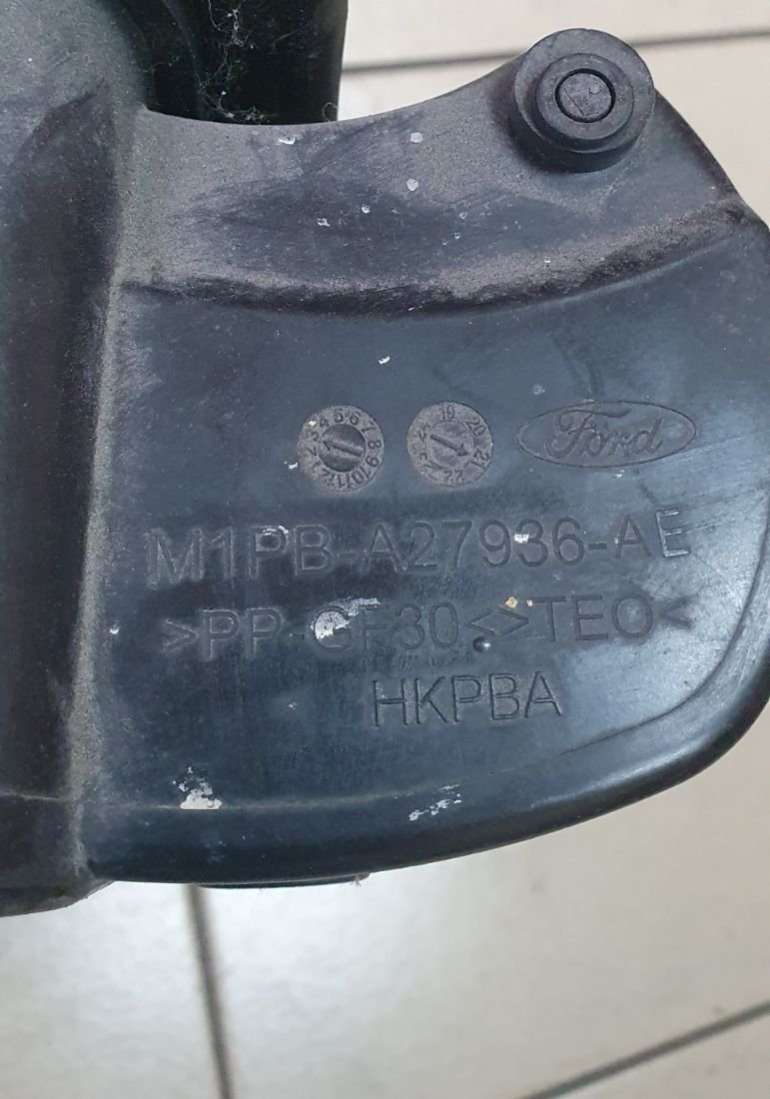 Ford
M1PB-A27936-AE
>PP-GF30<>TEO<
HKPBA